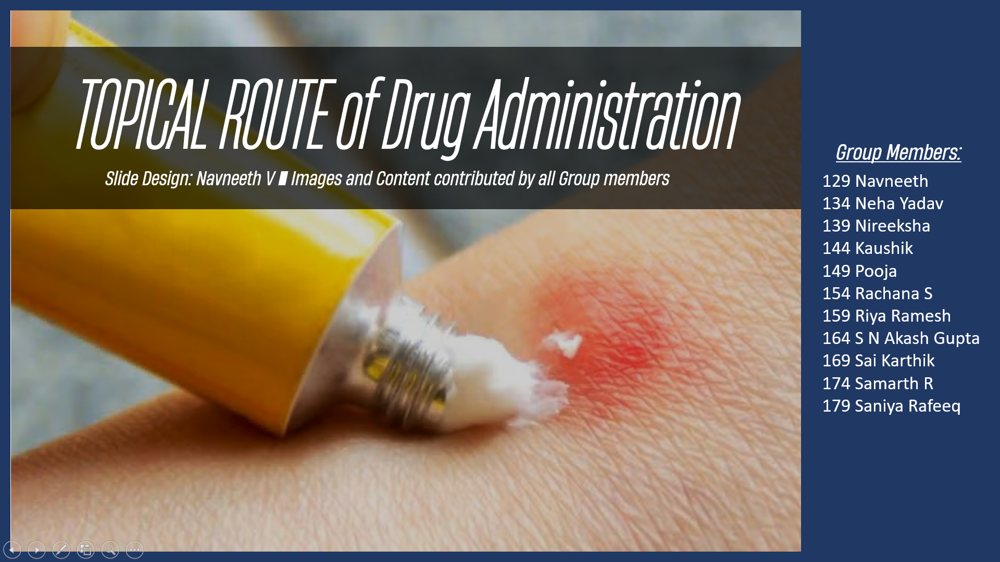 TOPICAL ROUTE of Drug Administration
Slide Design: Navneeth V ∎ Images and Content contributed by all Group members
Group Members:
129 Navneeth
134 Neha Yadav
139 Nireeksha
144 Kaushik
149 Pooja
154 Rachana S
159 Riya Ramesh
164 S N Akash Gupta
169 Sai Karthik
174 Samarth R
179 Saniya Rafeeq